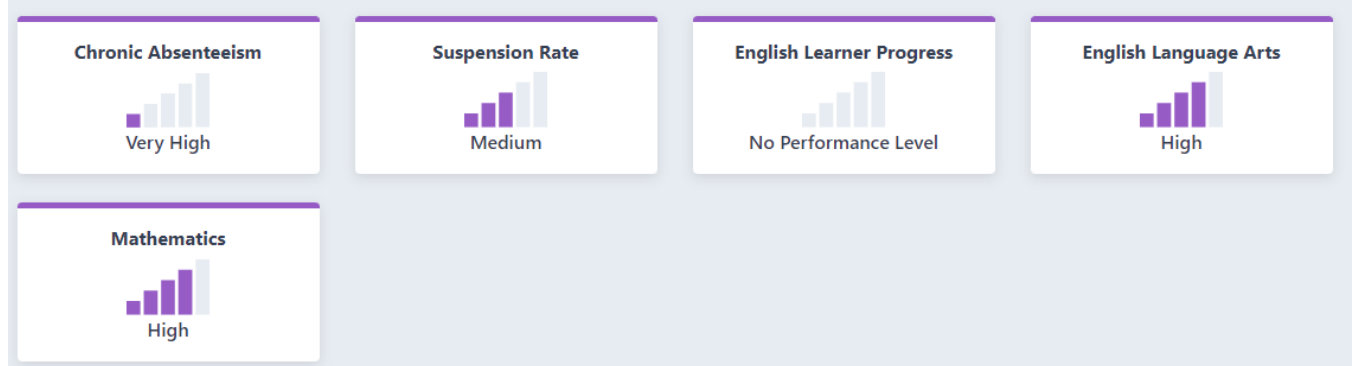 Chronic Absenteeism
Very High
Suspension Rate
Medium
English Learner Progress
No Performance Level
English Language Arts
High
Mathematics
High